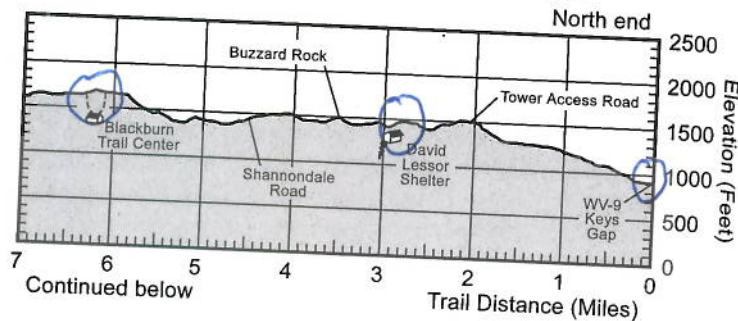 North end
2500
2000
1500
1000
500
0
Elevation (Feet)
Buzzard Rock
Tower Access Road
Blackburn
Trail Center
Shannondale
Road
David
Lessor
Shelter
WV-9
Keys
Gap
7 6 5 4 3 2 1 0
Continued below
Trail Distance (Miles)